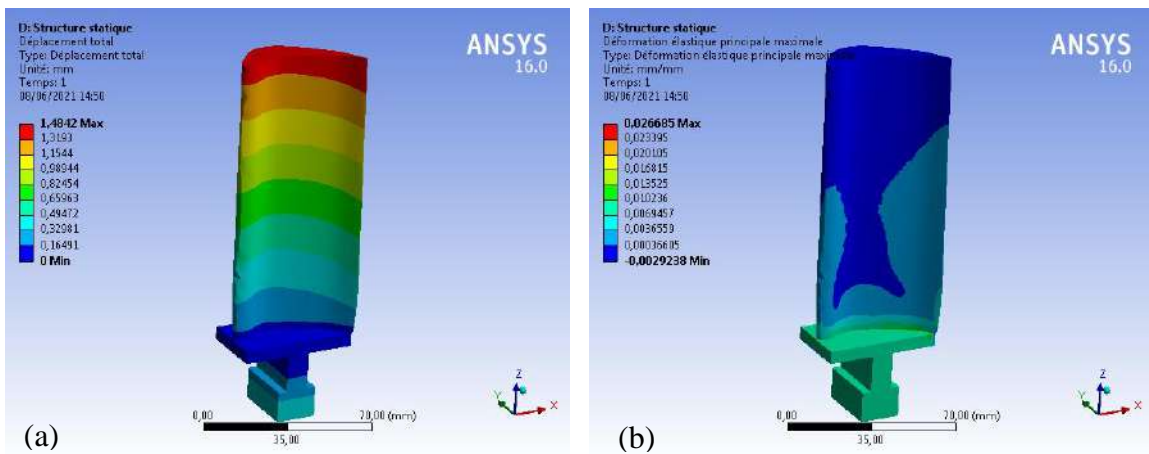 D: Structure statique
Déplacement total
Type: Déplacement total
Unité: mm
Temps: 1
08/06/2021 14:50
ANSYS
16.0
1,4842 Max
1,3193
1,1544
0,98944
0,82454
0,65963
0,49472
0,32981
0,16491
0 Min
Z
Y
X
0,00
70,00 (mm)
35,00
(a)
D: Structure statique
Déformation élastique principale maximale
Type: Déformation élastique principale maximale
Unité: mm/mm
Temps: 1
08/06/2021 14:50
ANSYS
16.0
0,026685 Max
0,023395
0,020105
0,016815
0,013525
0,010236
0,0069457
0,0036559
0,00036605
-0,0029238 Min
Z
Y
X
0,00
70,00 (mm)
35,00
(b)